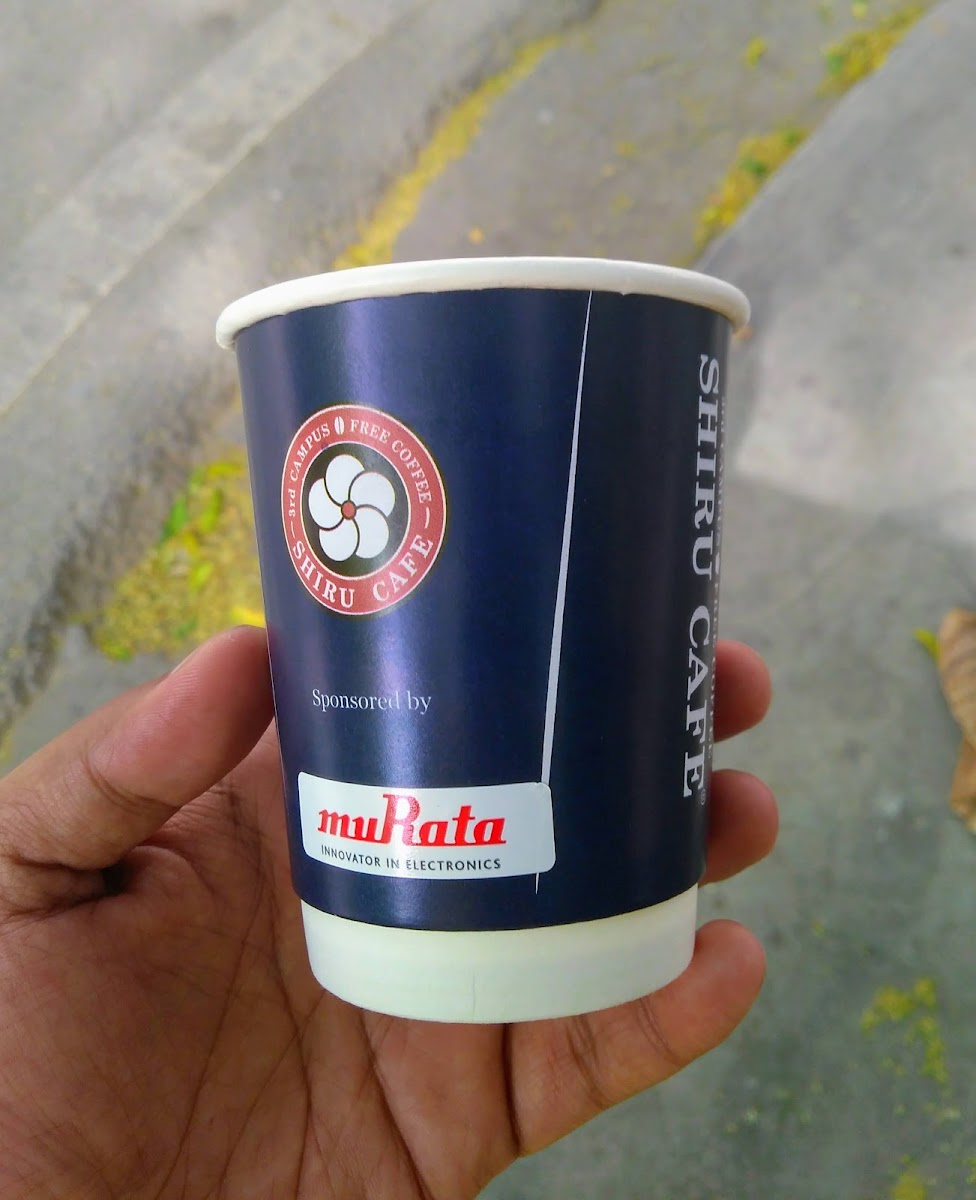 3rd CAMPUS FREE COFFEE
SHIRU CAFE
Sponsored by
muRata
INNOVATOR IN ELECTRONICS
SHIRU CAFE